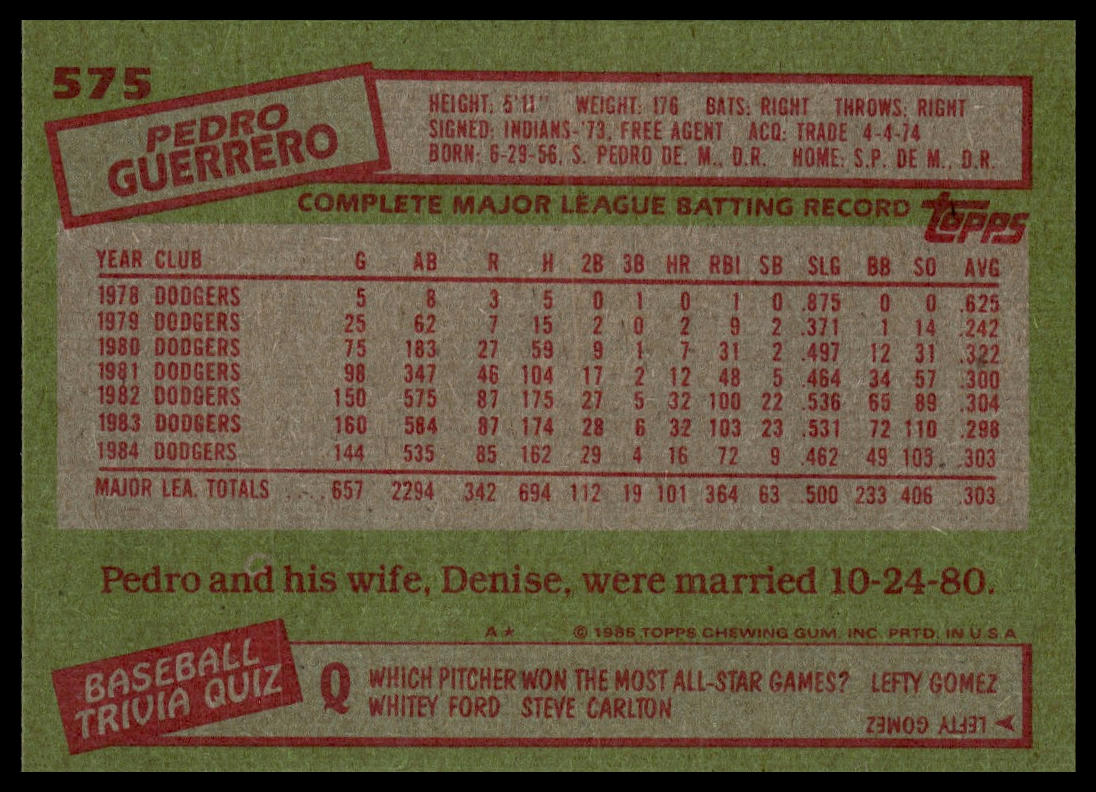 575
PEDRO
GUERRERO
HEIGHT: 5'11" WEIGHT: 176 BATS: RIGHT THROWS: RIGHT
SIGNED: INDIANS-'73, FREE AGENT ACQ: TRADE 4-4-74
BORN: 6-29-56, S. PEDRO DE. M., D.R. HOME: S.P. DE M., D.R.
COMPLETE MAJOR LEAGUE BATTING RECORD
TOPPS
YEAR CLUB G AB R H 2B 3B HR RBI SB SLG BB SO AVG
1978 DODGERS 5 8 3 5 0 1 0 1 0 .875 0 0 .625
1979 DODGERS 25 62 7 15 2 0 2 9 2 .371 1 14 .242
1980 DODGERS 75 183 27 59 9 1 7 31 2 .497 12 31 .322
1981 DODGERS 98 347 46 104 17 2 12 48 5 .464 34 57 .300
1982 DODGERS 150 575 87 175 27 5 32 100 22 .536 65 89 .304
1983 DODGERS 160 584 87 174 28 6 32 103 23 .531 72 110 .298
1984 DODGERS 144 535 85 162 29 4 16 72 9 .462 49 105 .303
MAJOR LEA. TOTALS .... 657 2294 342 694 112 19 101 364 63 .500 233 406 .303
Pedro and his wife, Denise, were married 10-24-80.
A* © 1985 TOPPS CHEWING GUM, INC. PRTD. IN U.S.A.
BASEBALL
TRIVIA QUIZ
Q WHICH PITCHER WON THE MOST ALL-STAR GAMES? LEFTY GOMEZ
WHITEY FORD STEVE CARLTON
LEFTY GOMEZ